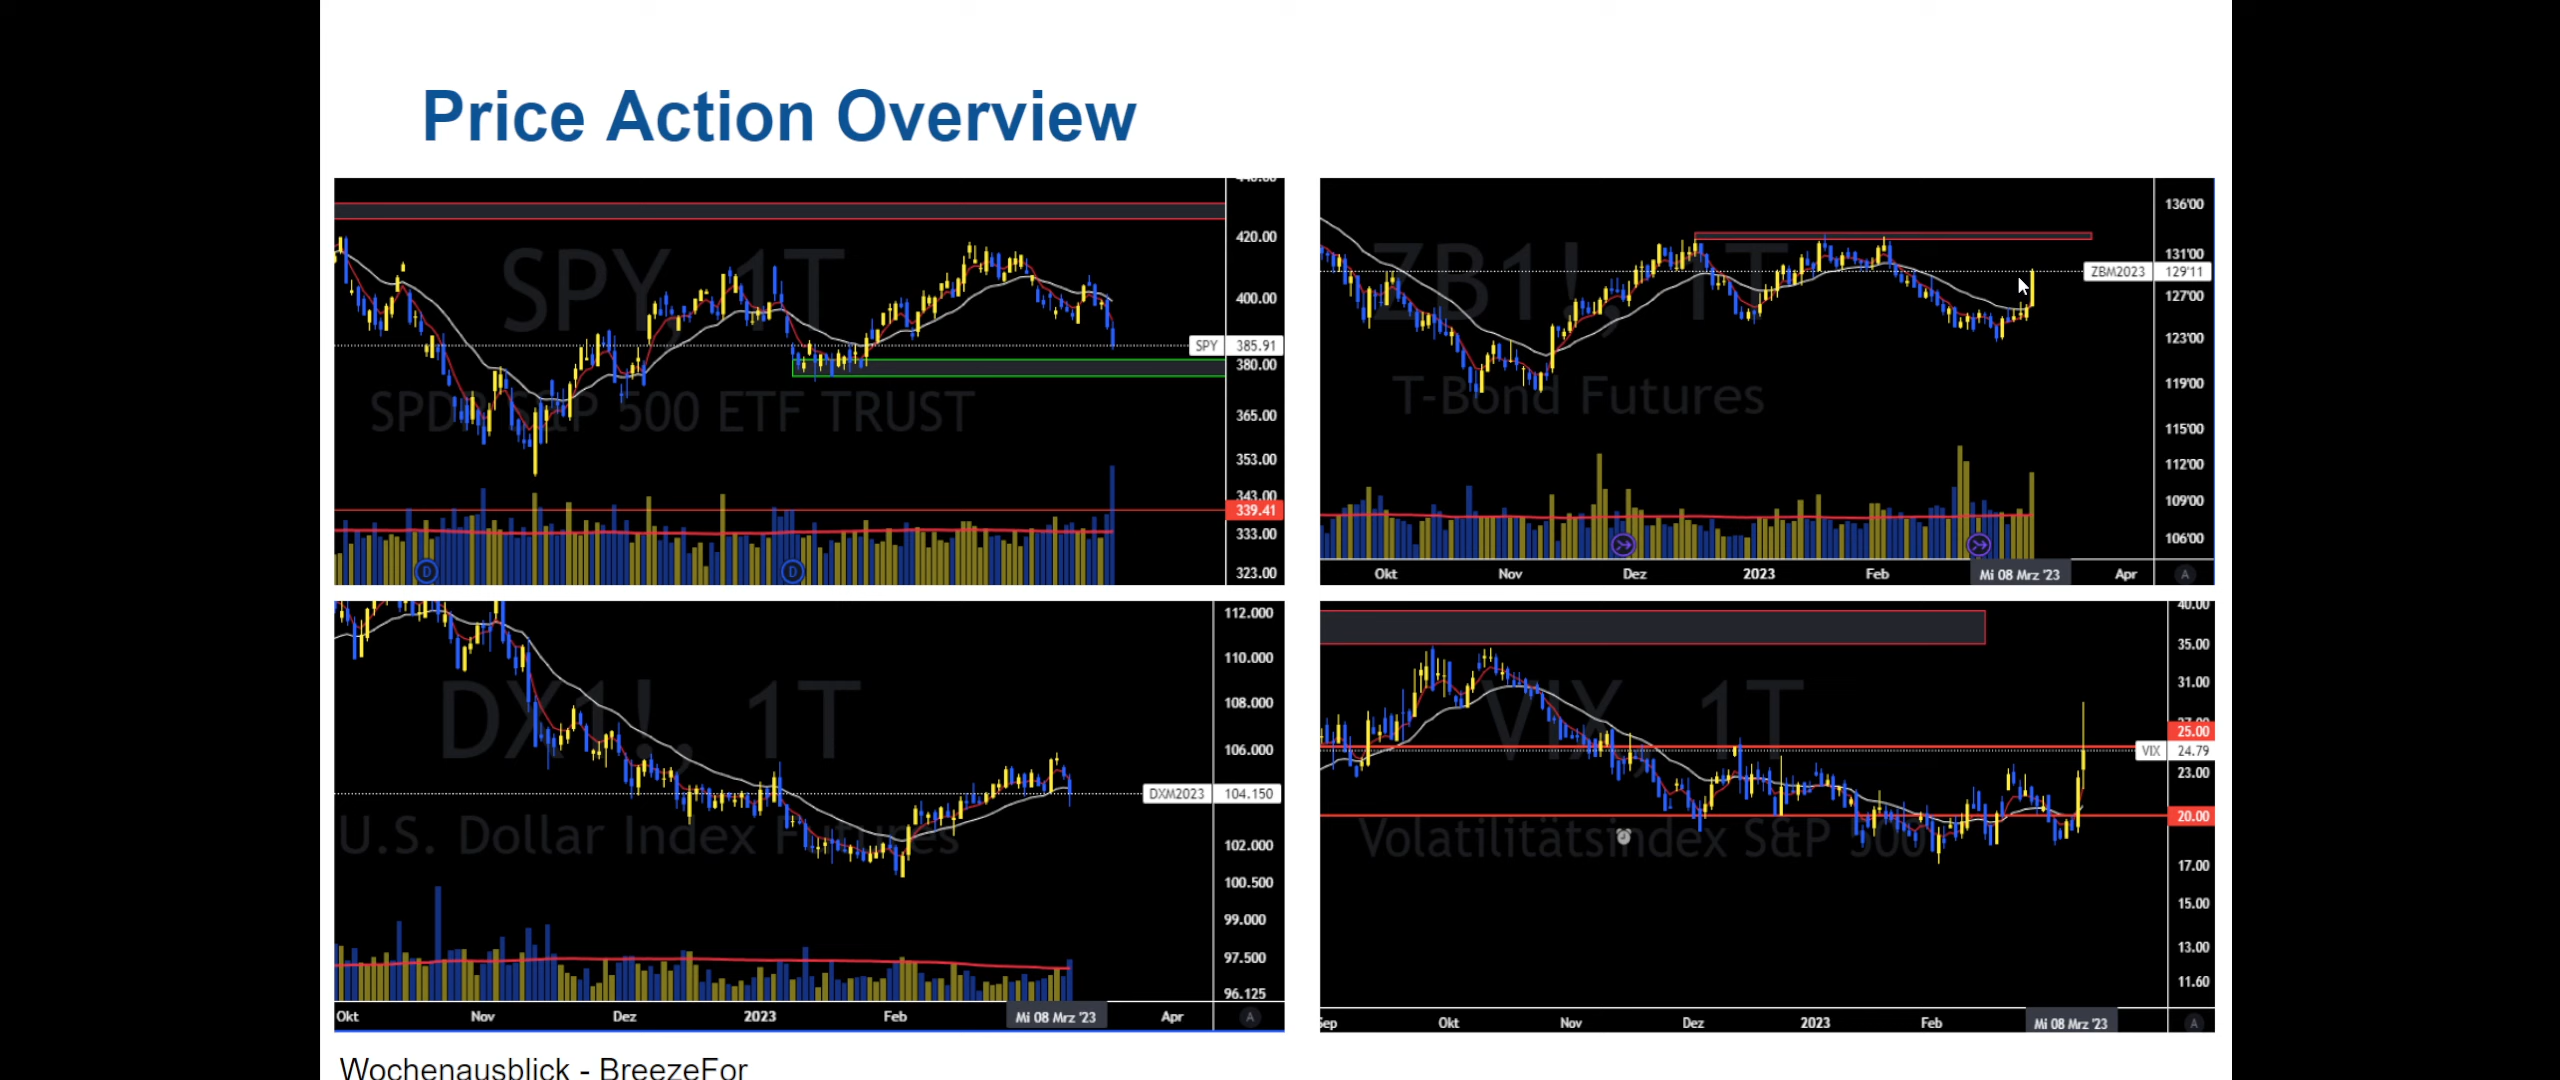 Price Action Overview
SPY, 1T
SPDR S&P 500 ETF TRUST
420.00
400.00
SPY 385.91
380.00
365.00
353.00
343.00
339.41
333.00
323.00
D
D
ZB1!, 1T
T-Bond Futures
136'00
131'00
ZBM2023 129'11
127'00
123'00
119'00
115'00
112'00
109'00
106'00
Okt Nov Dez 2023 Feb Mi 08 Mrz '23 Apr A
DX1!, 1T
U.S. Dollar Index Futures
112.000
110.000
108.000
106.000
DXM2023 104.150
102.000
100.500
99.000
97.500
96.125
Okt Nov Dez 2023 Feb Mi 08 Mrz '23 Apr A
VIX, 1T
Volatilitätsindex S&P 500
40.00
35.00
31.00
27.00
25.00
VIX 24.79
23.00
20.00
17.00
15.00
13.00
11.60
Sep Okt Nov Dez 2023 Feb Mi 08 Mrz '23 A
Wochenausblick - BreezeFor